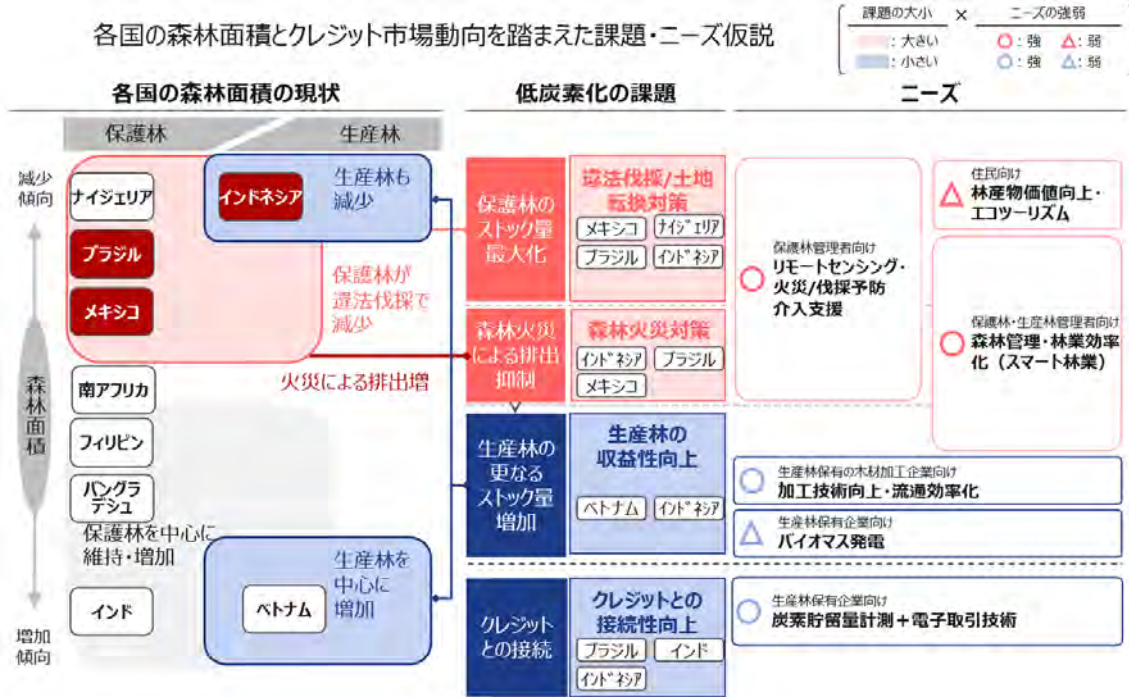 各国の森林面積とクレジット市場動向を踏まえた課題・ニーズ仮説
課題の大小 × ニーズの強弱
：大きい ○：強 △：弱
：小さい ○：強 △：弱
各国の森林面積の現状
低炭素化の課題
ニーズ
保護林
生産林
減少
傾向
森林面積
増加
傾向
ナイジェリア
ブラジル
メキシコ
インドネシア
生産林も
減少
保護林が
違法伐採で
減少
火災による排出増
南アフリカ
フィリピン
バングラ
デシュ
保護林を中心に
維持・増加
インド
ベトナム
生産林を
中心に
増加
保護林の
ストック量
最大化
違法伐採/土地
転換対策
メキシコ ナイジェリア
ブラジル インドネシア
森林火災
による排出
抑制
森林火災対策
インドネシア ブラジル
メキシコ
生産林の
更なる
ストック量
増加
生産林の
収益性向上
ベトナム インドネシア
クレジット
との接続
クレジットとの
接続性向上
ブラジル インド
インドネシア
保護林管理者向け
リモートセンシング・
火災/伐採予防
介入支援
住民向け
林産物価値向上・
エコツーリズム
保護林・生産林管理者向け
森林管理・林業効率
化（スマート林業）
生産林保有の木材加工企業向け
加工技術向上・流通効率化
生産林保有企業向け
バイオマス発電
生産林保有企業向け
炭素貯留量計測＋電子取引技術